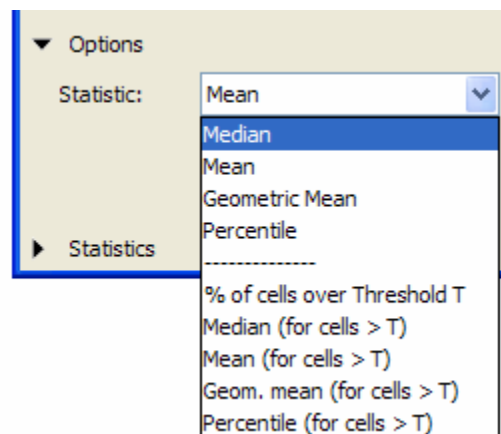 Options
Statistic: Mean
Median
Mean
Geometric Mean
Percentile
Statistics
--------------
% of cells over Threshold T
Median (for cells > T)
Mean (for cells > T)
Geom. mean (for cells > T)
Percentile (for cells > T)